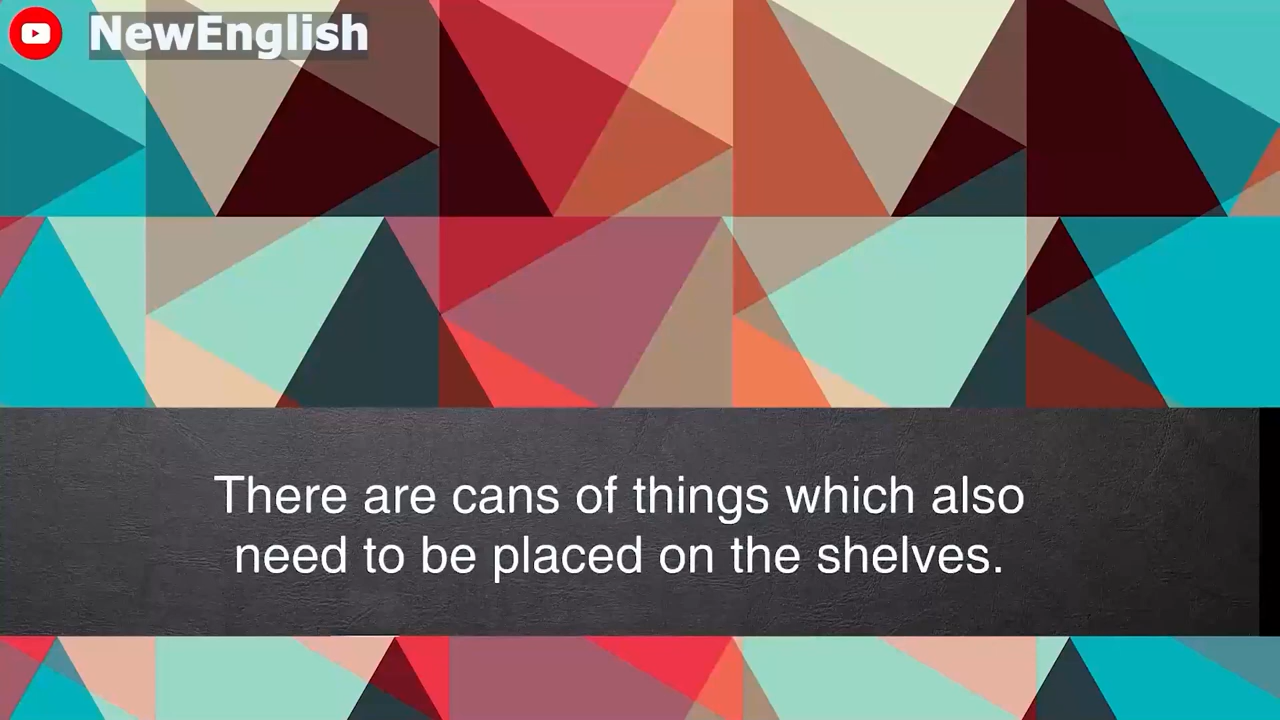 NewEnglish
There are cans of things which also
need to be placed on the shelves.